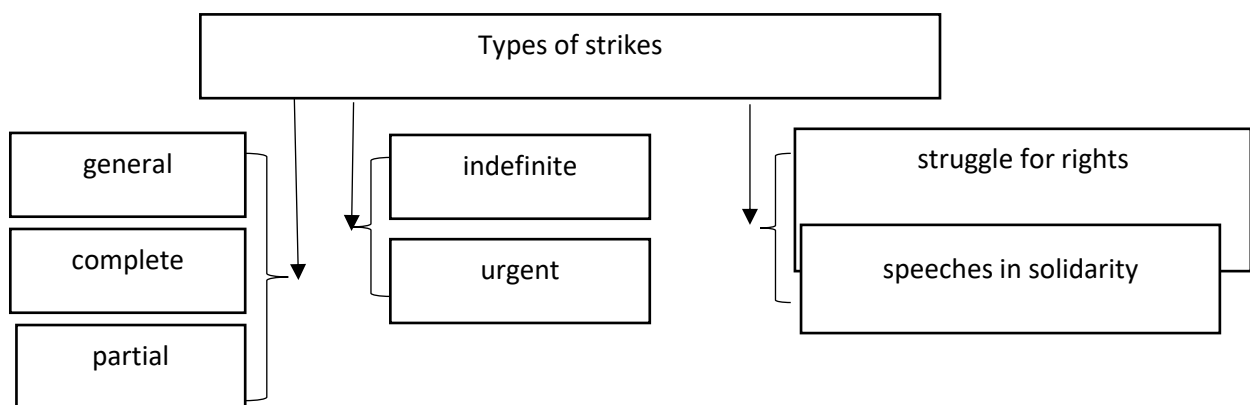 Types of strikes
general
complete
partial
indefinite
urgent
struggle for rights
speeches in solidarity